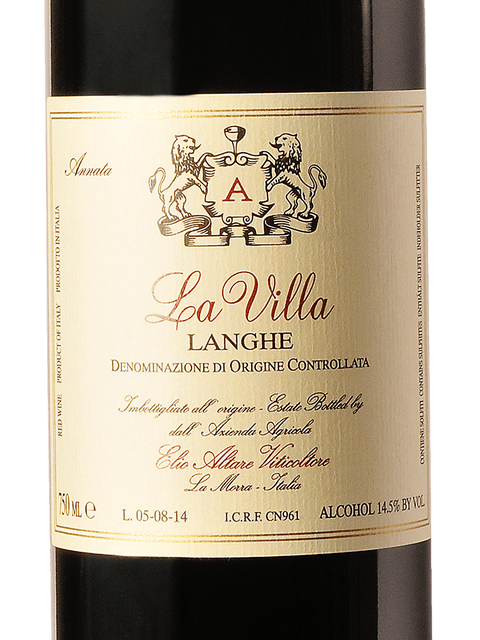 Annata
A
La Villa
LANGHE
DENOMINAZIONE DI ORIGINE CONTROLLATA
Imbottigliato all' origine - Estate Bottled by
dall' Azienda Agricola
Elio Altare Viticoltore
La Morra - Italia
750 ML ℮
L. 05-08-14
I.C.R.F. CN961
ALCOHOL 14.5% BY VOL.
RED WINE PRODUCT OF ITALY PRODOTTO IN ITALIA
CONTIENE SOLFITI CONTAINS SULPHITES ENTHÄLT SULFITE INDEHOLDER SULFITTER